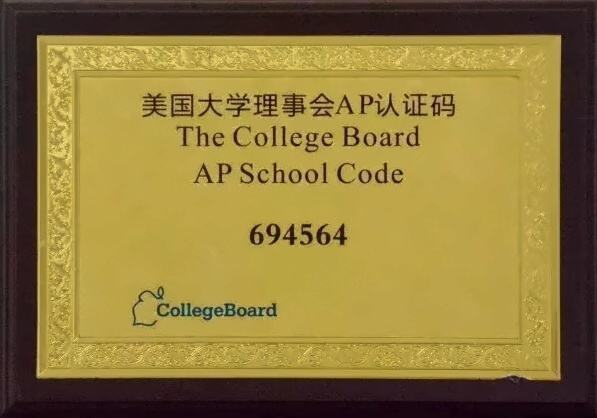 美国大学理事会AP认证码
The College Board
AP School Code
694564
CollegeBoard